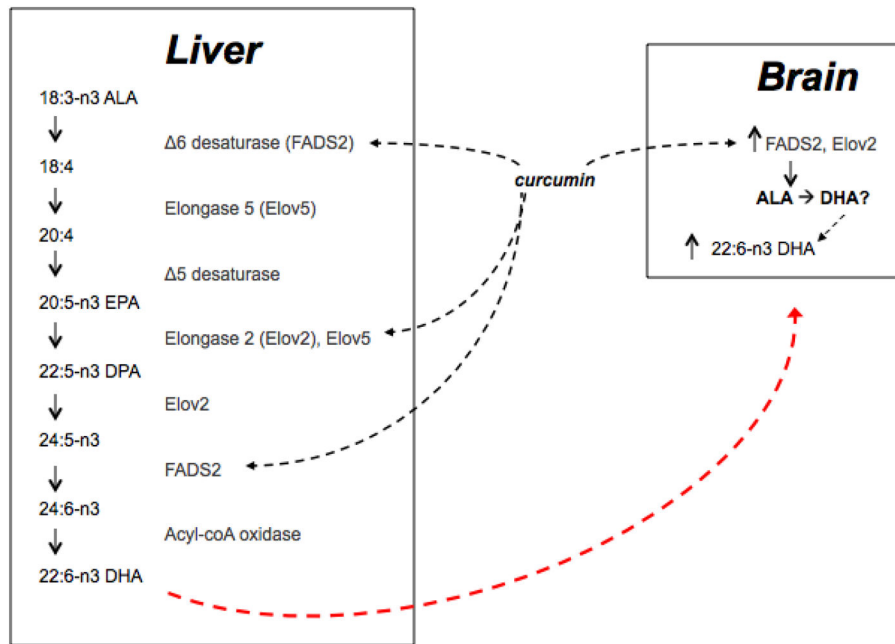 Liver
18:3-n3 ALA
Δ6 desaturase (FADS2)
18:4
Elongase 5 (Elov5)
20:4
Δ5 desaturase
20:5-n3 EPA
Elongase 2 (Elov2), Elov5
22:5-n3 DPA
Elov2
24:5-n3
FADS2
24:6-n3
Acyl-coA oxidase
22:6-n3 DHA
curcumin
Brain
FADS2, Elov2
ALA → DHA?
22:6-n3 DHA